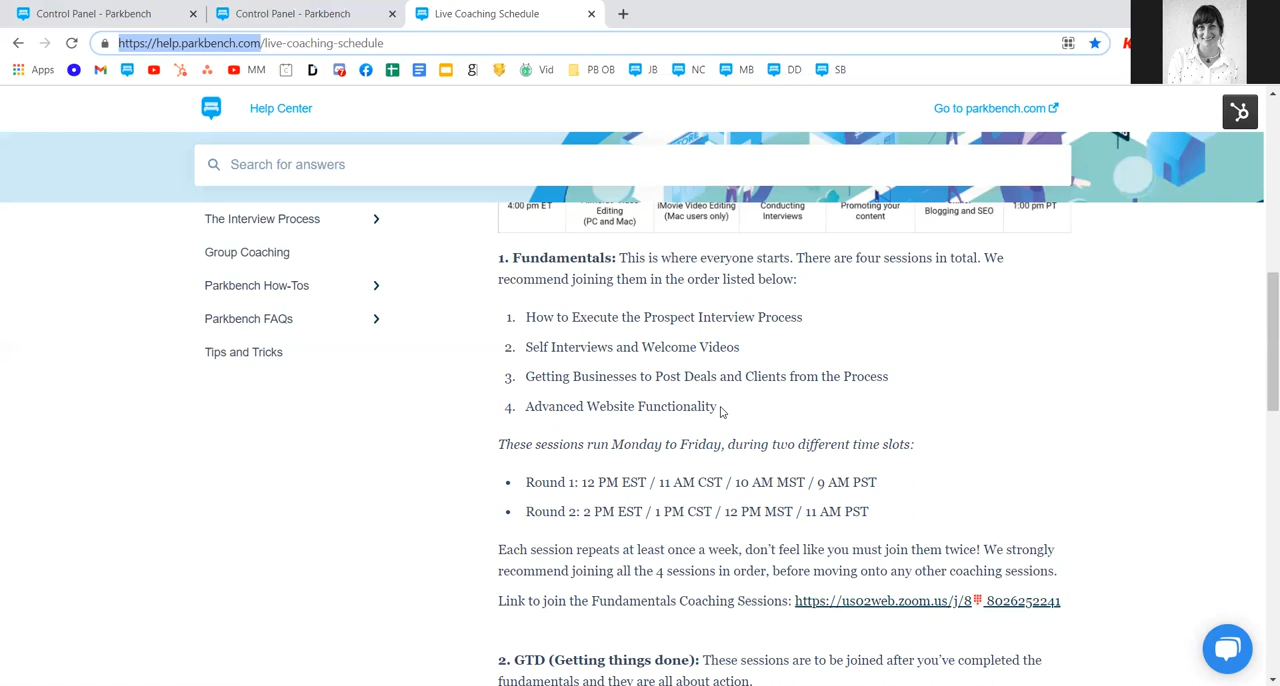 Control Panel - Parkbench
Control Panel - Parkbench
Live Coaching Schedule
https://help.parkbench.com/live-coaching-schedule
Apps
MM
Vid
PB OB
JB
NC
MB
DD
SB
Help Center
Go to parkbench.com
Search for answers
The Interview Process
Group Coaching
Parkbench How-Tos
Parkbench FAQs
Tips and Tricks
4:00 pm ET
Editing
(PC and Mac)
iMovie Video Editing
(Mac users only)
Conducting
Interviews
Promoting your
content
Blogging and SEO
1:00 pm PT
1. Fundamentals: This is where everyone starts. There are four sessions in total. We
recommend joining them in the order listed below:
1. How to Execute the Prospect Interview Process
2. Self Interviews and Welcome Videos
3. Getting Businesses to Post Deals and Clients from the Process
4. Advanced Website Functionality
These sessions run Monday to Friday, during two different time slots:
• Round 1: 12 PM EST / 11 AM CST / 10 AM MST / 9 AM PST
• Round 2: 2 PM EST / 1 PM CST / 12 PM MST / 11 AM PST
Each session repeats at least once a week, don't feel like you must join them twice! We strongly
recommend joining all the 4 sessions in order, before moving onto any other coaching sessions.
Link to join the Fundamentals Coaching Sessions: https://us02web.zoom.us/j/8 8026252241
2. GTD (Getting things done): These sessions are to be joined after you've completed the
fundamentals and they are all about action.